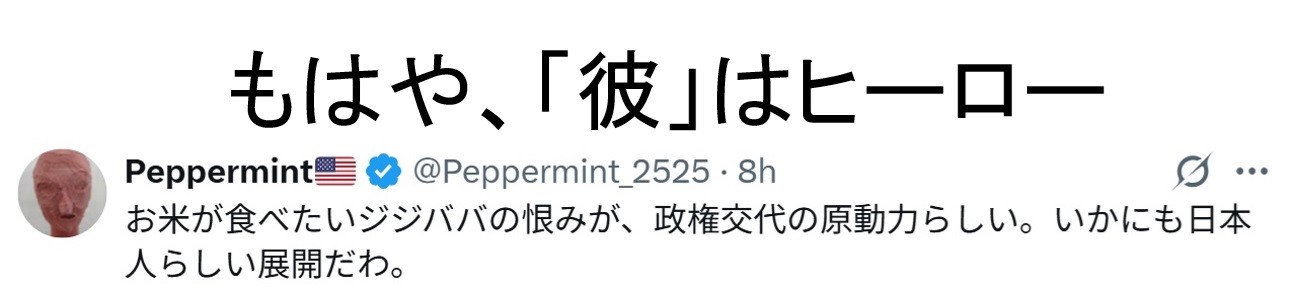 もはや、「彼」はヒーロー
Peppermint🇺🇸 @Peppermint_2525 · 8h
お米が食べたいジジババの恨みが、政権交代の原動力らしい。いかにも日本
人らしい展開だわ。